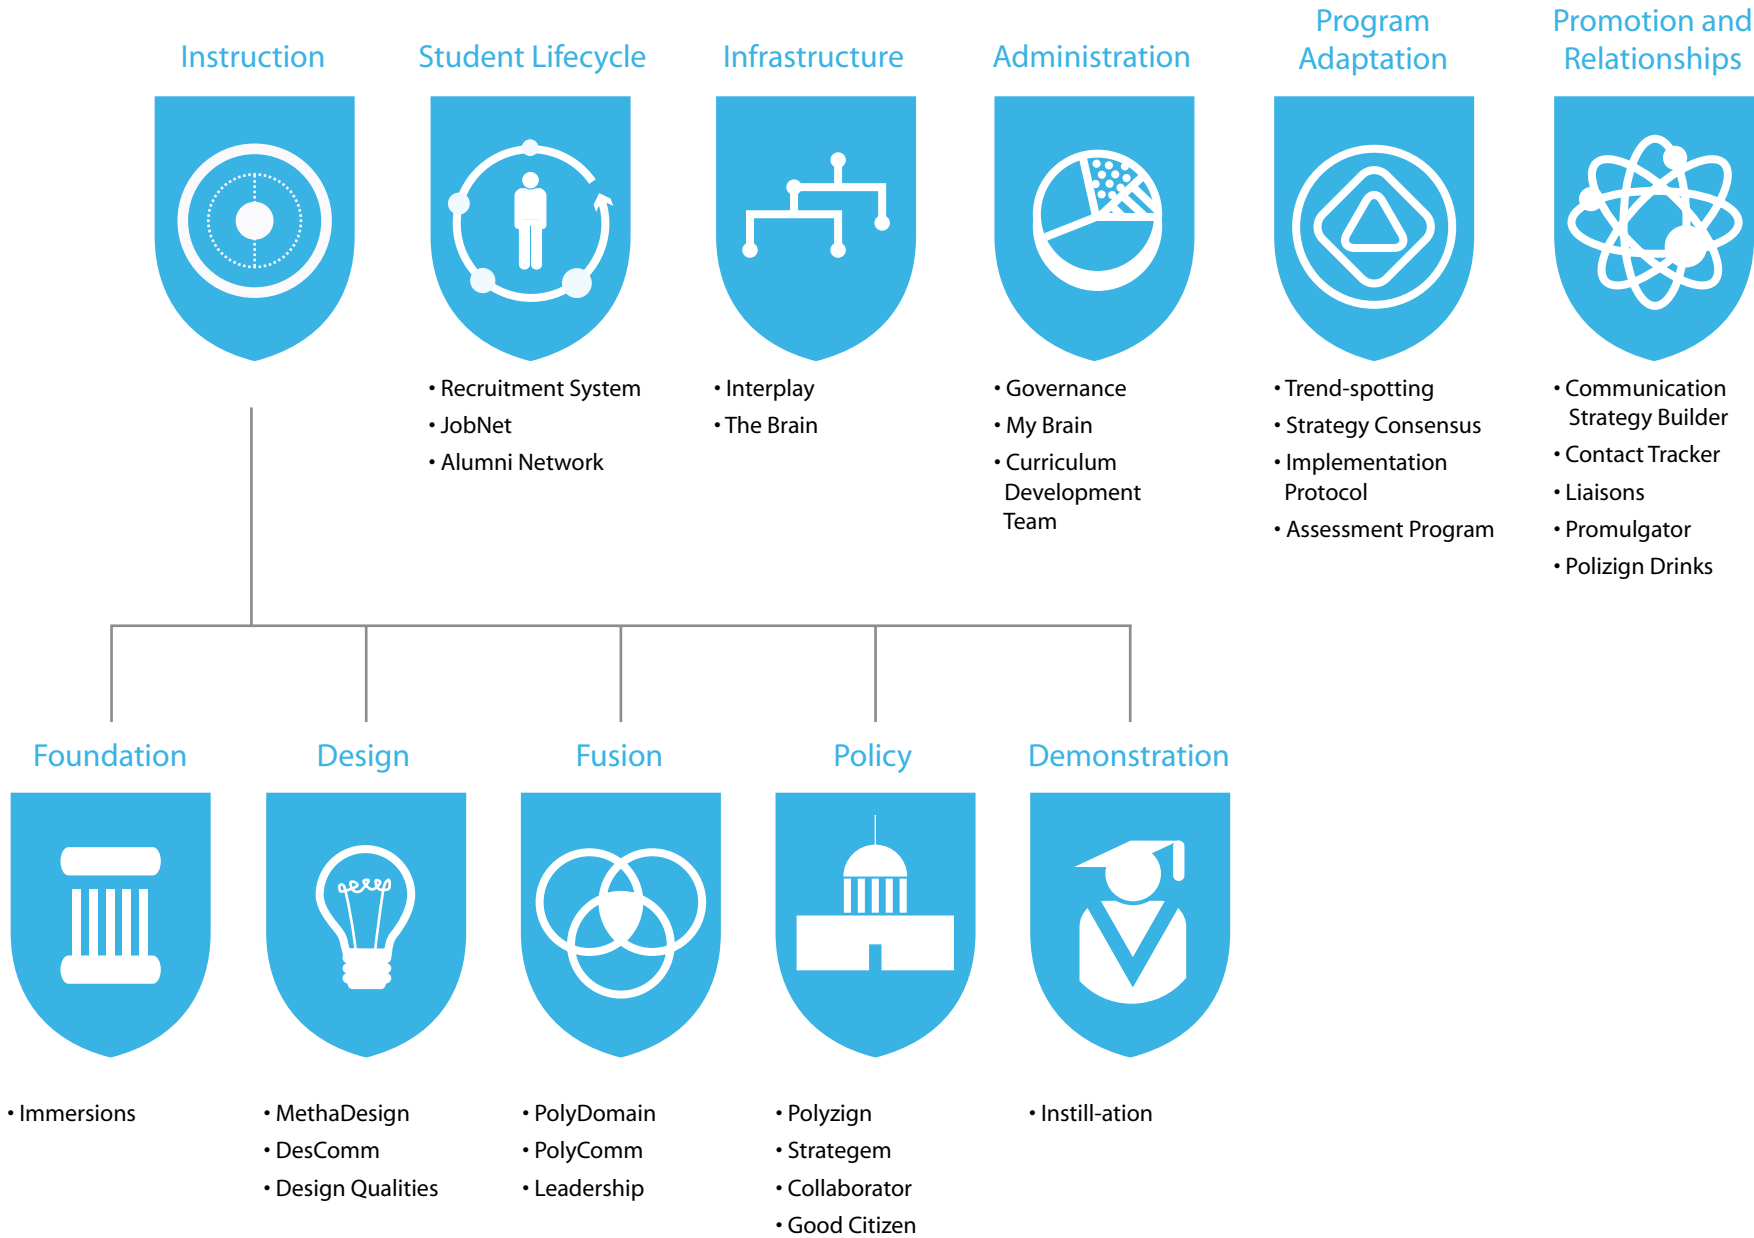 Instruction
Student Lifecycle
Infrastructure
Administration
Program
Adaptation
Promotion and
Relationships
• Recruitment System
• JobNet
• Alumni Network
• Interplay
• The Brain
• Governance
• My Brain
• Curriculum
Development
Team
• Trend-spotting
• Strategy Consensus
• Implementation
Protocol
• Assessment Program
• Communication
Strategy Builder
• Contact Tracker
• Liaisons
• Promulgator
• Polizign Drinks
Foundation
Design
Fusion
Policy
Demonstration
• Immersions
• MethaDesign
• DesComm
• Design Qualities
• PolyDomain
• PolyComm
• Leadership
• Polyzign
• Strategem
• Collaborator
• Good Citizen
• Instill-ation